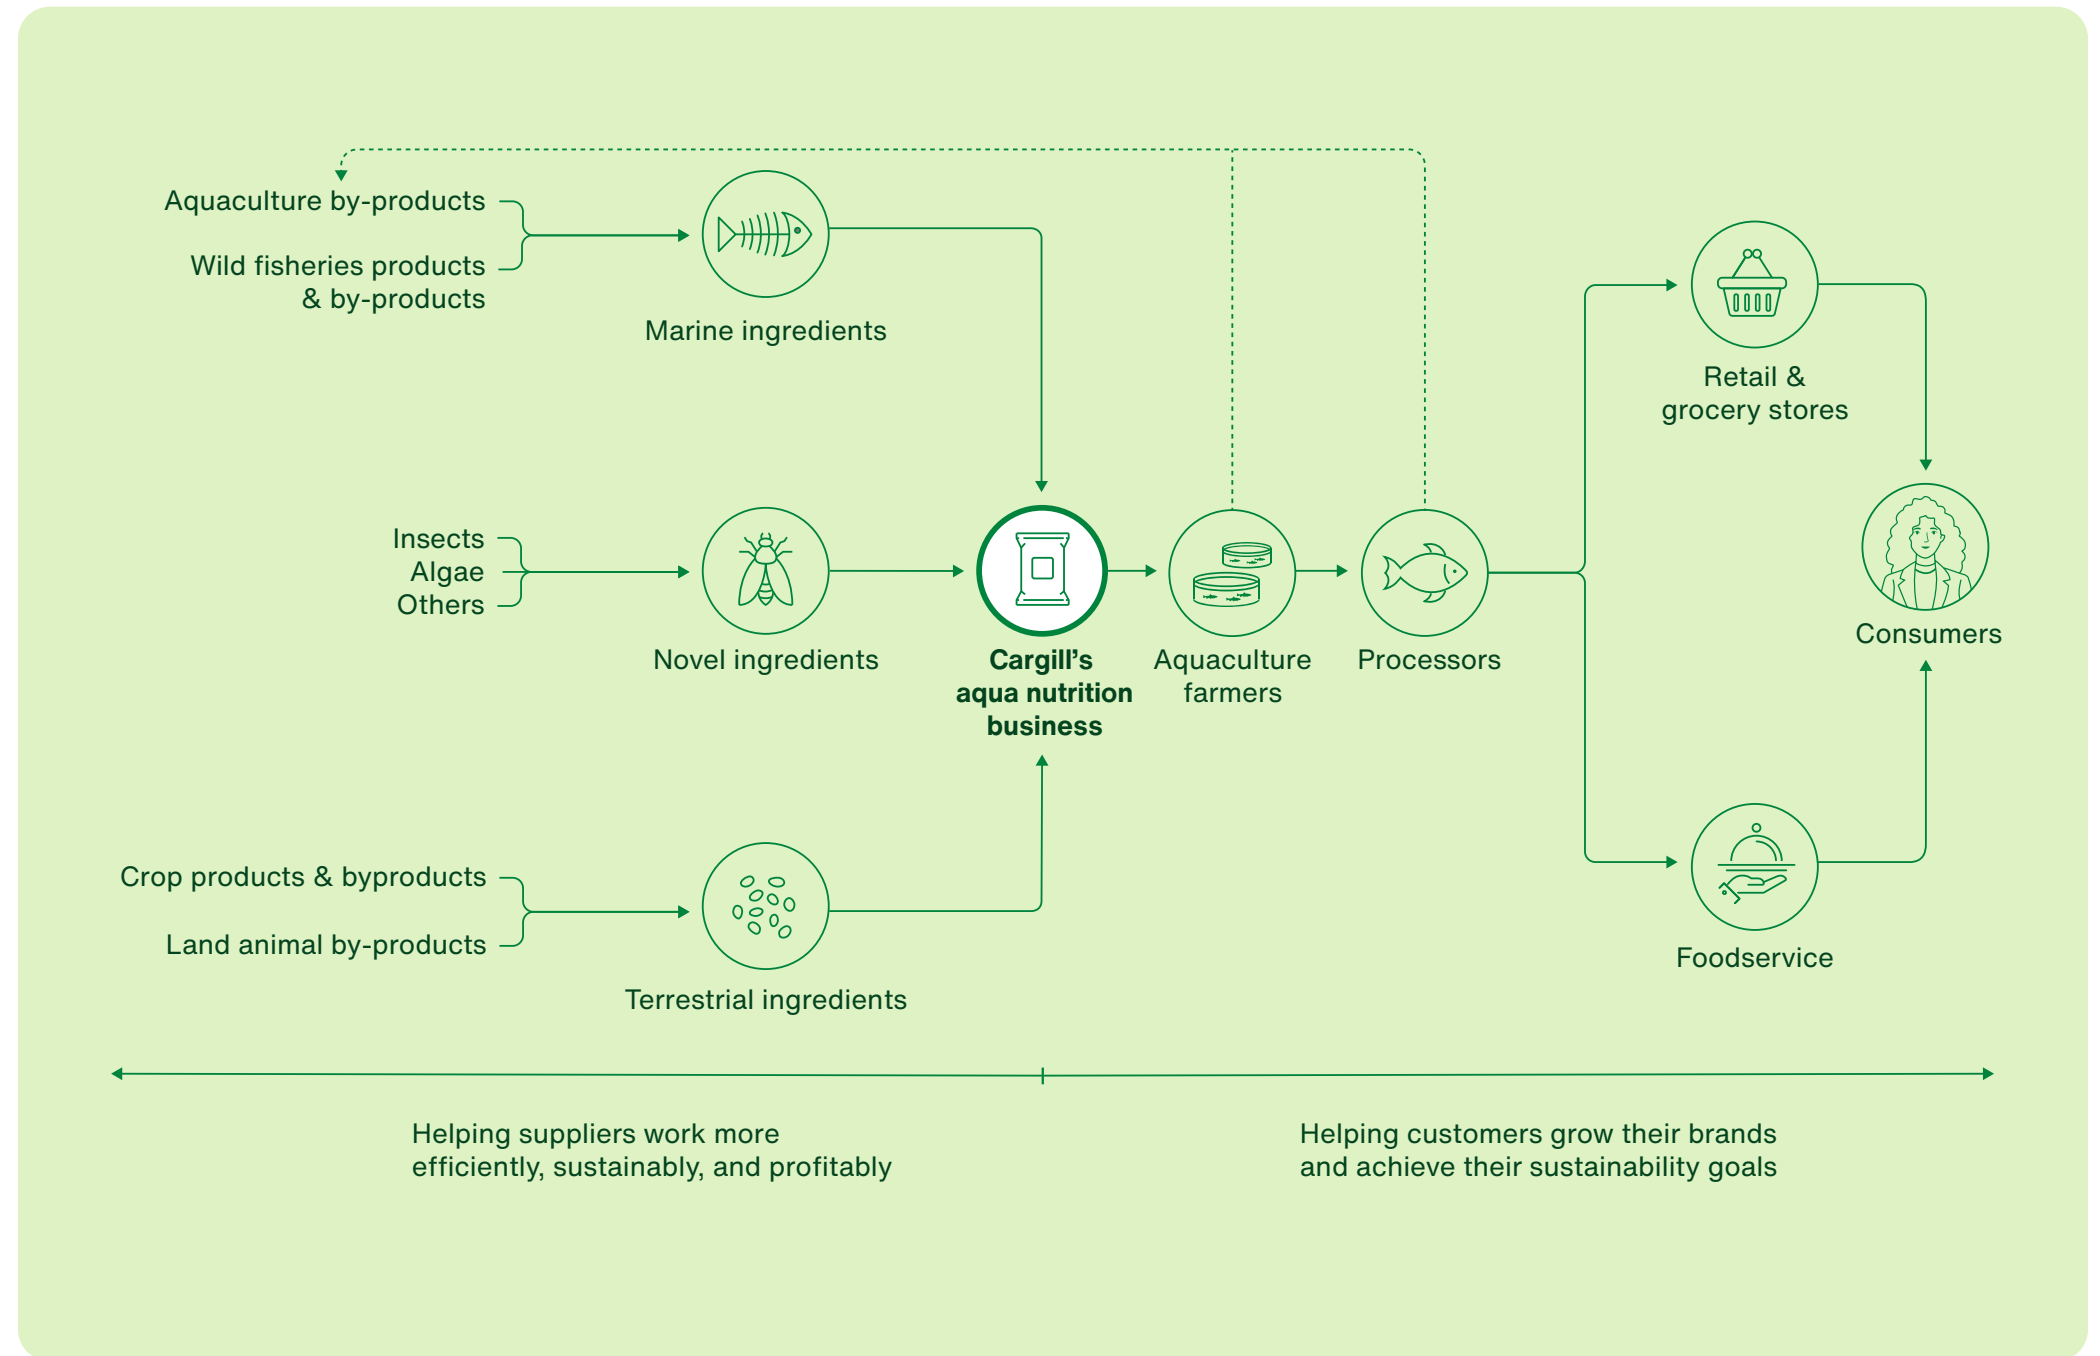 Aquaculture by-products
Wild fisheries products
& by-products
Marine ingredients
Insects
Algae
Others
Novel ingredients
Crop products & byproducts
Land animal by-products
Terrestrial ingredients
Cargill’s
aqua nutrition
business
Aquaculture
farmers
Processors
Retail &
grocery stores
Consumers
Foodservice
Helping suppliers work more
efficiently, sustainably, and profitably
Helping customers grow their brands
and achieve their sustainability goals